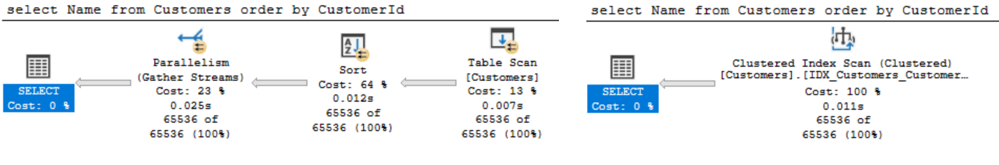 select Name from Customers order by CustomerId
SELECT
Cost: 0 %
Parallelism
(Gather Streams)
Cost: 23 %
0.025s
65536 of
65536 (100%)
A
Z
Sort
Cost: 64 %
0.012s
65536 of
65536 (100%)
Table Scan
[Customers]
Cost: 13 %
0.007s
65536 of
65536 (100%)
select Name from Customers order by CustomerId
SELECT
Cost: 0 %
Clustered Index Scan (Clustered)
[Customers].[IDX_Customers_Customer…
Cost: 100 %
0.011s
65536 of
65536 (100%)